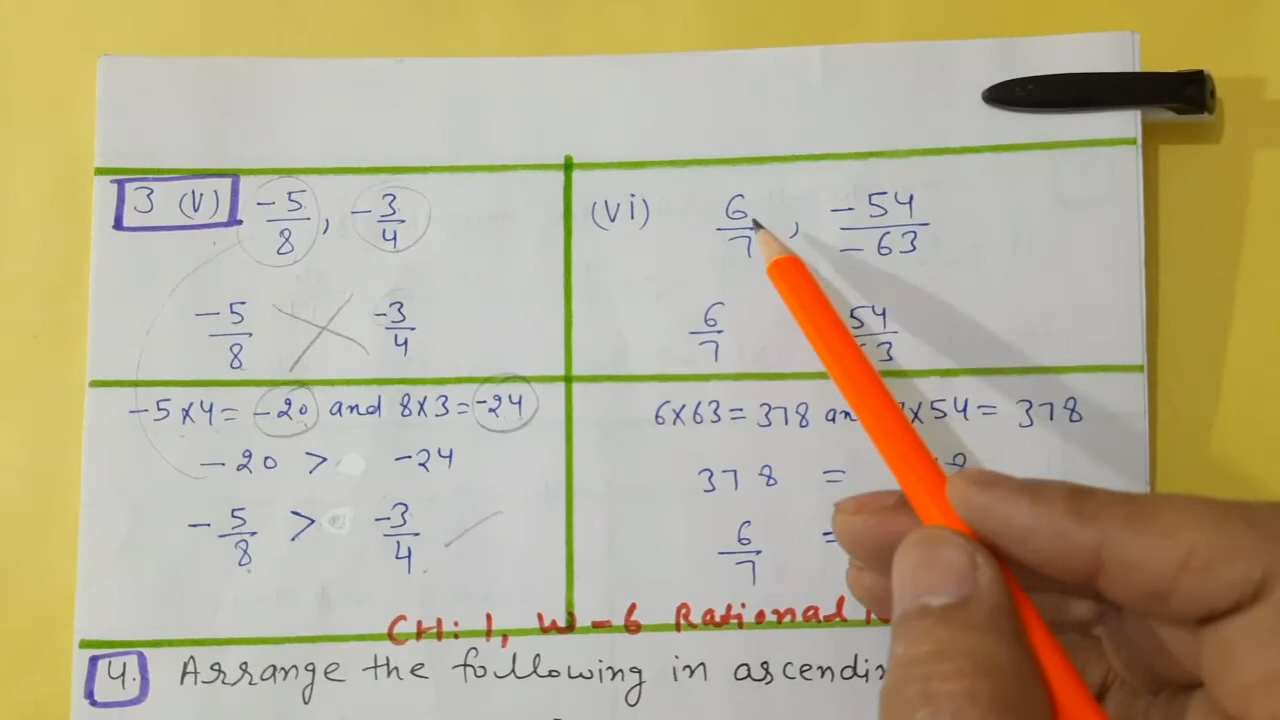 3 (V) -5/8, -3/4
-5/8 -3/4
-5×4= -20 and 8×3= -24
-20 > -24
-5/8 > -3/4
(Vi) 6/7, -54/-63
6/7 54/63
6×63=378 an ×54= 378
378 =
6/7 =
CH: 1, W-6 Rational
4. Arrange the following in